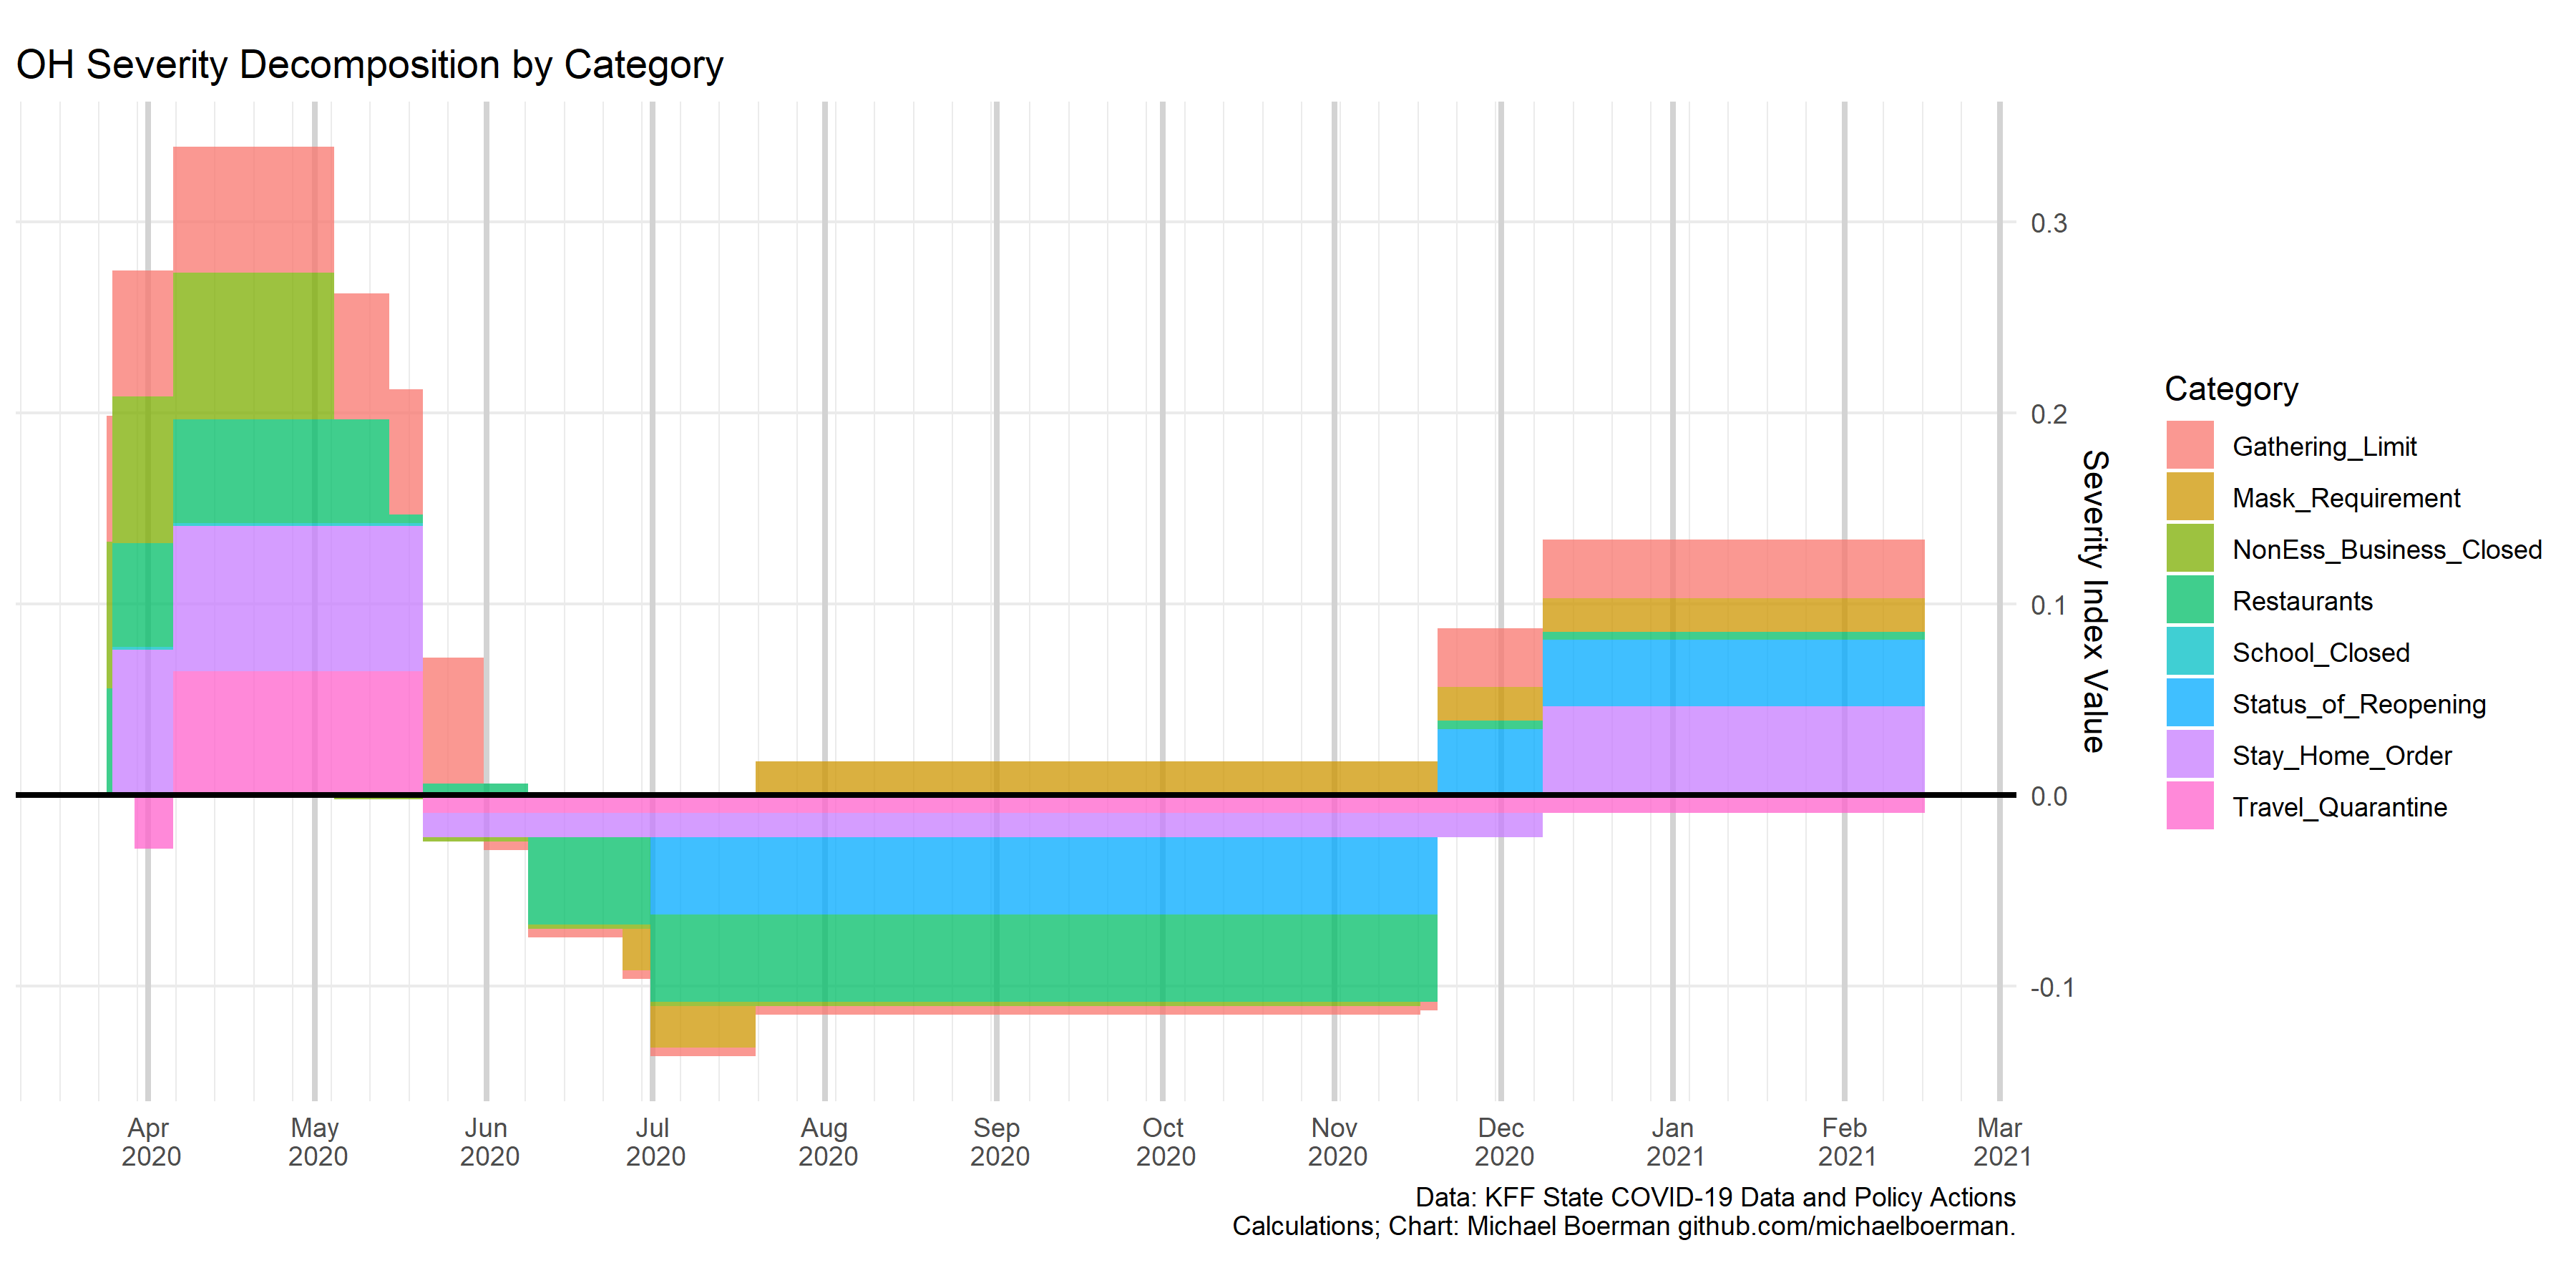 OH Severity Decomposition by Category
0.3
0.2
0.1
0.0
-0.1
Severity Index Value
Apr
2020
May
2020
Jun
2020
Jul
2020
Aug
2020
Sep
2020
Oct
2020
Nov
2020
Dec
2020
Jan
2021
Feb
2021
Mar
2021
Category
Gathering_Limit
Mask_Requirement
NonEss_Business_Closed
Restaurants
School_Closed
Status_of_Reopening
Stay_Home_Order
Travel_Quarantine
Data: KFF State COVID-19 Data and Policy Actions
Calculations; Chart: Michael Boerman github.com/michaelboerman.